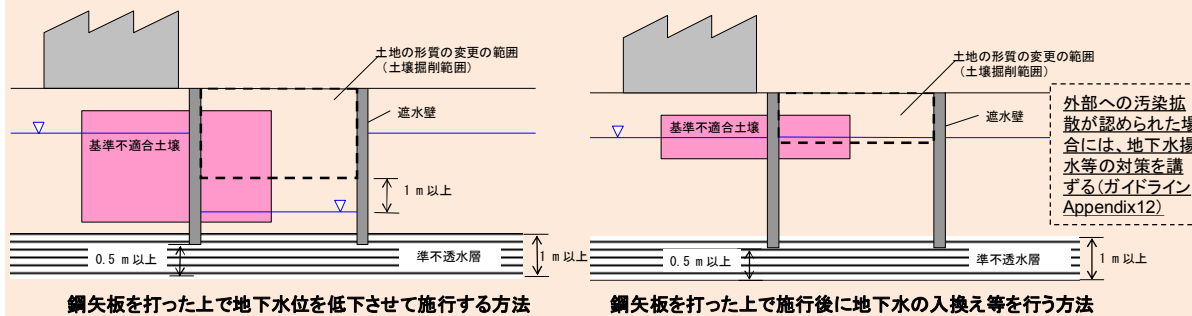 土地の形質の変更の範囲
（土壌掘削範囲）
遮水壁
基準不適合土壌
1 m 以上
0.5 m 以上
準不透水層
1 m 以上
鋼矢板を打った上で地下水位を低下させて施行する方法
土地の形質の変更の範囲
（土壌掘削範囲）
遮水壁
基準不適合土壌
0.5 m 以上
準不透水層
1 m 以上
鋼矢板を打った上で施行後に地下水の入換え等を行う方法
外部への汚染拡
散が認められた場
合には、地下水揚
水等の対策を講
ずる(ガイドライン
Appendix12)